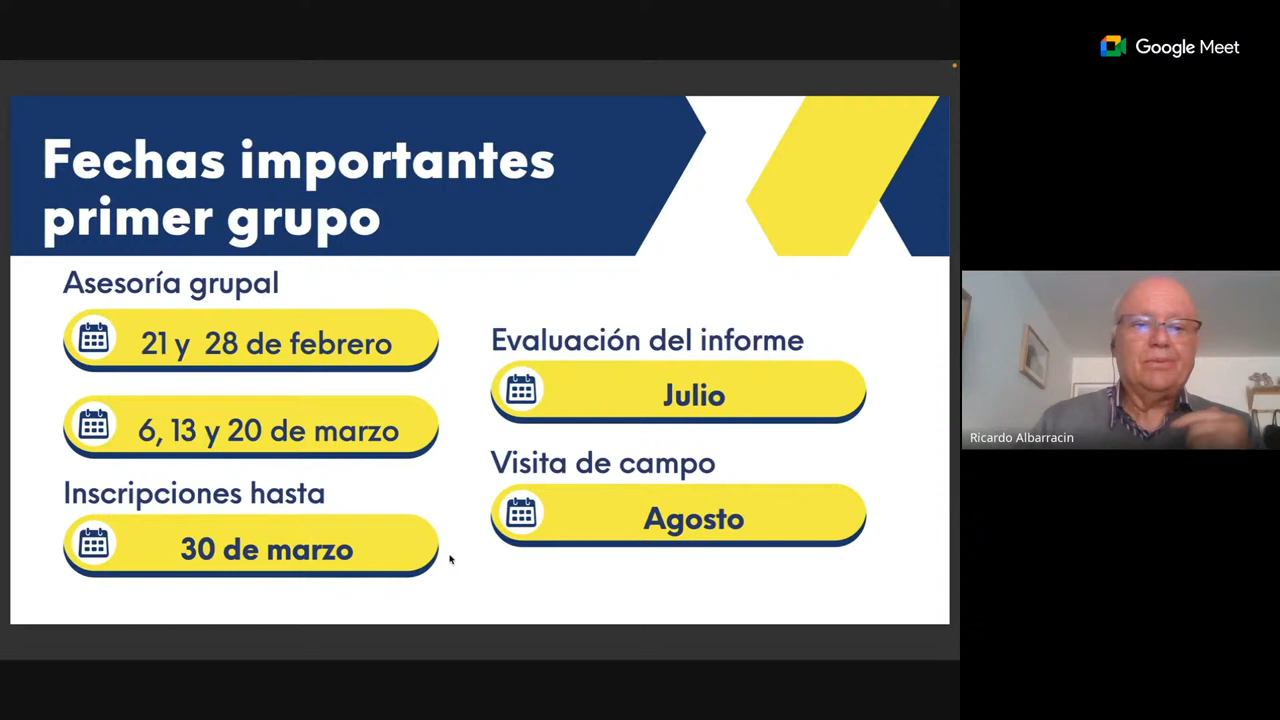 Google Meet
Fechas importantes
primer grupo
Asesoría grupal
21 y 28 de febrero
6, 13 y 20 de marzo
Inscripciones hasta
30 de marzo
Evaluación del informe
Julio
Visita de campo
Agosto
Ricardo Albarracin